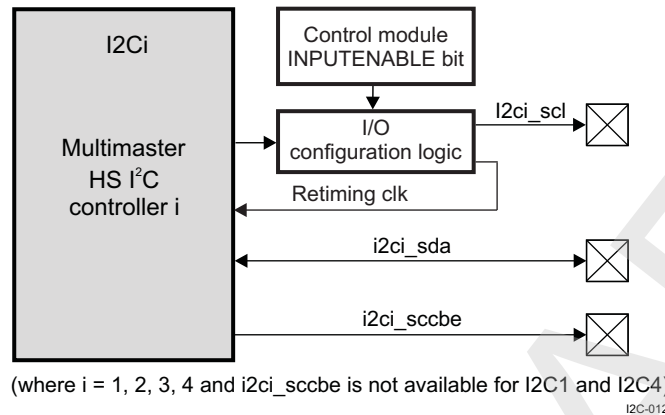 I2Ci
Multimaster
HS I²C
controller i
Control module
INPUTENABLE bit
I/O
configuration logic
I2ci_scl
Retiming clk
i2ci_sda
i2ci_sccbe
(where i = 1, 2, 3, 4 and i2ci_sccbe is not available for I2C1 and I2C4)
I2C-012